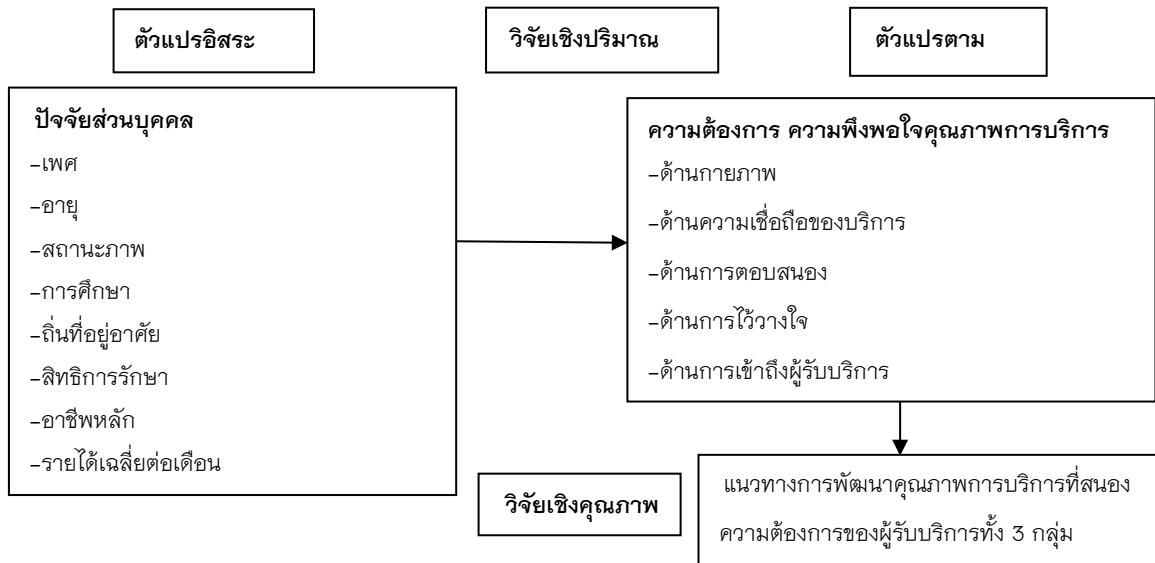 ตัวแปรอิสระ
วิจัยเชิงปริมาณ
ตัวแปรตาม
ปัจจัยส่วนบุคคล
-เพศ
-อายุ
-สถานะภาพ
-การศึกษา
-ถิ่นที่อยู่อาศัย
-สิทธิการรักษา
-อาชีพหลัก
-รายได้เฉลี่ยต่อเดือน
ความต้องการ ความพึงพอใจคุณภาพการบริการ
-ด้านกายภาพ
-ด้านความเชื่อถือของบริการ
-ด้านการตอบสนอง
-ด้านการไว้วางใจ
-ด้านการเข้าถึงผู้รับบริการ
วิจัยเชิงคุณภาพ
แนวทางการพัฒนาคุณภาพการบริการที่สนอง
ความต้องการของผู้รับบริการทั้ง 3 กลุ่ม